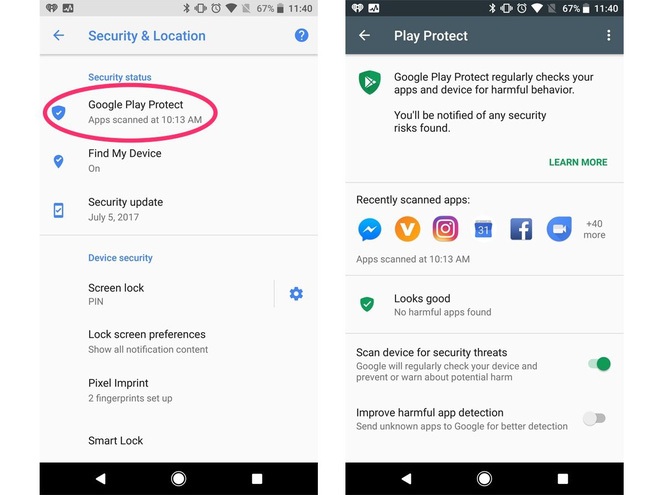 67% 11:40
Security & Location
?
Security status
Google Play Protect
Apps scanned at 10:13 AM
Find My Device
On
Security update
July 5, 2017
Device security
Screen lock
PIN
Lock screen preferences
Show all notification content
Pixel Imprint
2 fingerprints set up
Smart Lock
67% 11:40
Play Protect
Google Play Protect regularly checks your
apps and device for harmful behavior.
You'll be notified of any security
risks found.
LEARN MORE
Recently scanned apps:
31
+40
more
Apps scanned at 10:13 AM
Looks good
No harmful apps found
Scan device for security threats
Google will regularly check your device and
prevent or warn about potential harm
Improve harmful app detection
Send unknown apps to Google for better detection